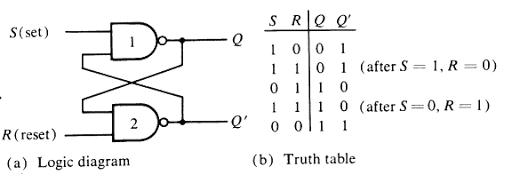 S(set)
1
Q
2
Q'
R(reset)
(a) Logic diagram
S R Q Q'
1 0 0 1
1 1 0 1 (after S = 1, R = 0)
0 1 1 0
1 1 1 0 (after S = 0, R = 1)
0 0 1 1
(b) Truth table